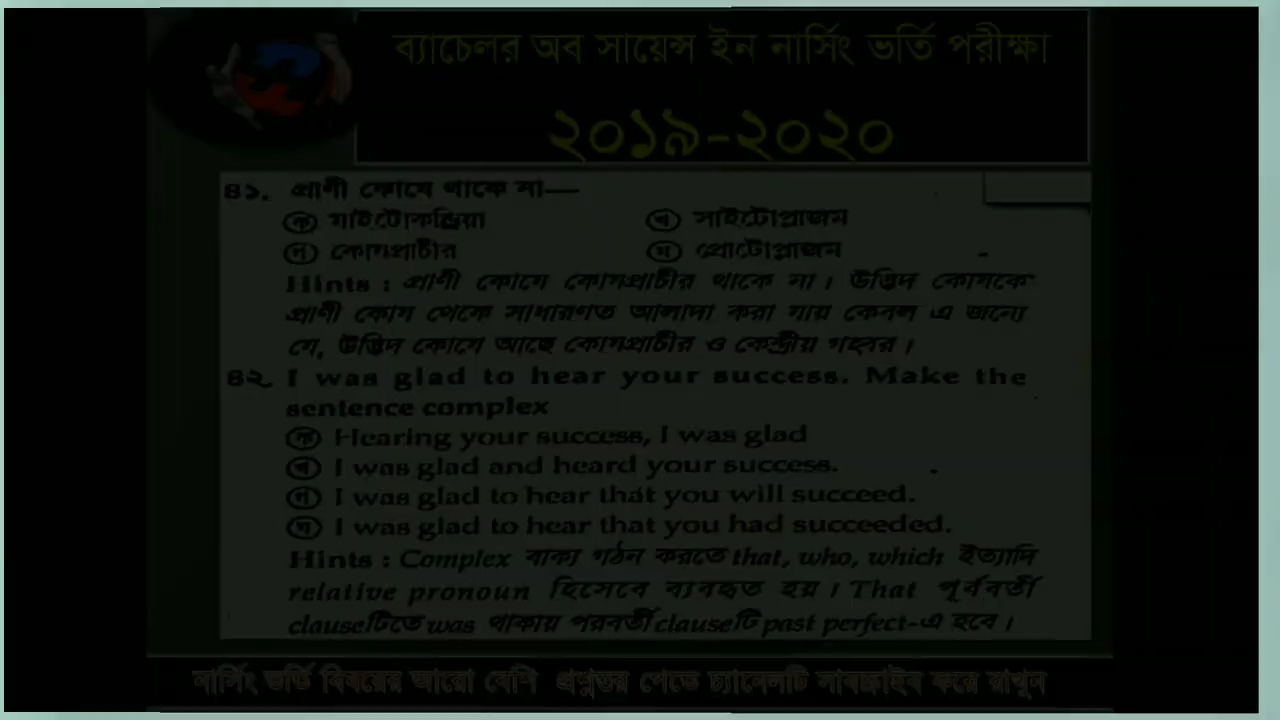 ব্যাচেলর অব সায়েন্স ইন নার্সিং ভর্তি পরীক্ষা
২০১৯-২০২০
৪১. প্রাণী কোষে থাকে না—
ক মাইটোকন্ড্রিয়া খ সাইটোপ্লাজম
গ কোষপ্রাচীর ঘ প্রোটোপ্লাজম
Hints : প্রাণী কোষে কোষপ্রাচীর থাকে না। উদ্ভিদ কোষকে
প্রাণী কোষ থেকে সাধারণত আলাদা করা যায় কেবল এ জন্যে
যে, উদ্ভিদ কোষে আছে কোষপ্রাচীর ও কেন্দ্রীয় গহ্বর।
৪২. I was glad to hear your success. Make the
sentence complex
ক Hearing your success, I was glad
খ I was glad and heard your success.
গ I was glad to hear that you will succeed.
ঘ I was glad to hear that you had succeeded.
Hints : Complex বাক্য গঠন করতে that, who, which ইত্যাদি
relative pronoun হিসেবে ব্যবহৃত হয়। That পূর্ববর্তী
clauseটিতে was থাকায় পরবর্তী clauseটি past perfect-এ হবে।
নার্সিং ভর্তি বিষয়ের আরো বেশি প্রশ্নোত্তর পেতে চ্যানেলটি সাবস্ক্রাইব করে রাখুন